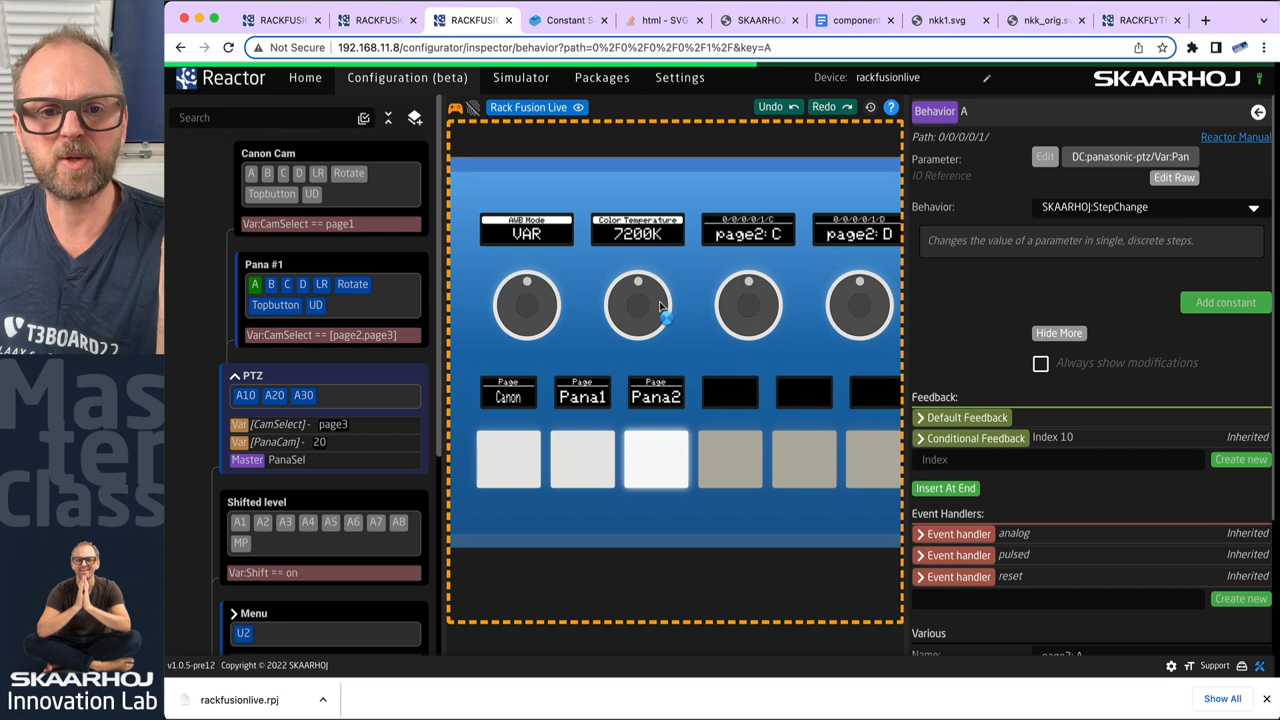 RACKFUSIO
RACKFUSIO
RACKFUSIO
Constant S
html - SVG
SKAARHOJ
component
nkk1.svg
nkk_orig.sv
RACKFLYT
Not Secure
192.168.11.8/configurator/inspector/behavior?path=0%2F0%2F0%2F0%2F1%2F&key=A
Reactor
Home
Configuration (beta)
Simulator
Packages
Settings
Device:
rackfusionlive
SKAARHOJ
Search
Canon Cam
A B C D LR Rotate
Topbutton UD
Var:CamSelect == page1
Pana #1
A B C D LR Rotate
Topbutton UD
Var:CamSelect == [page2,page3]
PTZ
A10 A20 A30
Var [CamSelect] - page3
Var [PanaCam] - 20
Master PanaSel
Shifted level
A1 A2 A3 A4 A5 A6 A7 A8
MP
Var:Shift == on
Menu
U2
Rack Fusion Live
Undo
Redo
?
AWB Mode
VAR
Color Temperature
7200K
0/0/0/0/1/C
page2: C
0/0/0/0/1/D
page2: D
Page
Canon
Page
Pana1
Page
Pana2
Behavior A
Path: 0/0/0/0/1/
Reactor Manual
Parameter:
Edit
DC:panasonic-ptz/Var:Pan
IO Reference
Edit Raw
Behavior:
SKAARHOJ:StepChange
Changes the value of a parameter in single, discrete steps.
Add constant
Hide More
Always show modifications
Feedback:
Default Feedback
Conditional Feedback Index 10 Inherited
Index
Create new
Insert At End
Event Handlers:
Event handler analog Inherited
Event handler pulsed Inherited
Event handler reset Inherited
Create new
Various
v1.0.5-pre12 Copyright © 2022 SKAARHOJ
Support
rackfusionlive.rpj
Show All
T3BOARD22
Master
Class
SKAARHOJ
Innovation Lab